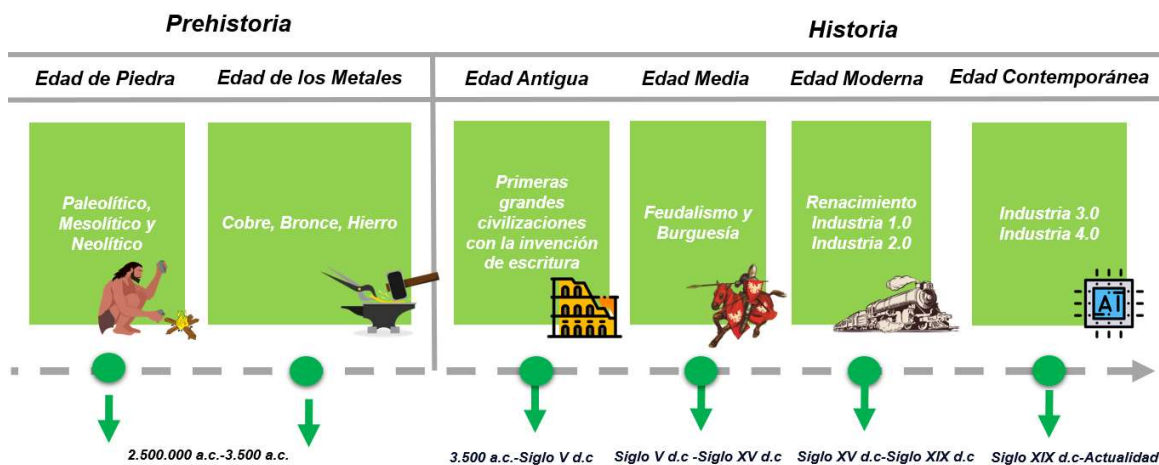 Prehistoria
Historia
Edad de Piedra
Edad de los Metales
Edad Antigua
Edad Media
Edad Moderna
Edad Contemporánea
Paleolítico,
Mesolítico y
Neolítico
Cobre, Bronce, Hierro
Primeras
grandes
civilizaciones
con la invención
de escritura
Feudalismo y
Burguesía
Renacimiento
Industria 1.0
Industria 2.0
Industria 3.0
Industria 4.0
AI
2.500.000 a.c.-3.500 a.c.
3.500 a.c.-Siglo V d.c
Siglo V d.c -Siglo XV d.c
Siglo XV d.c-Siglo XIX d.c
Siglo XIX d.c-Actualidad